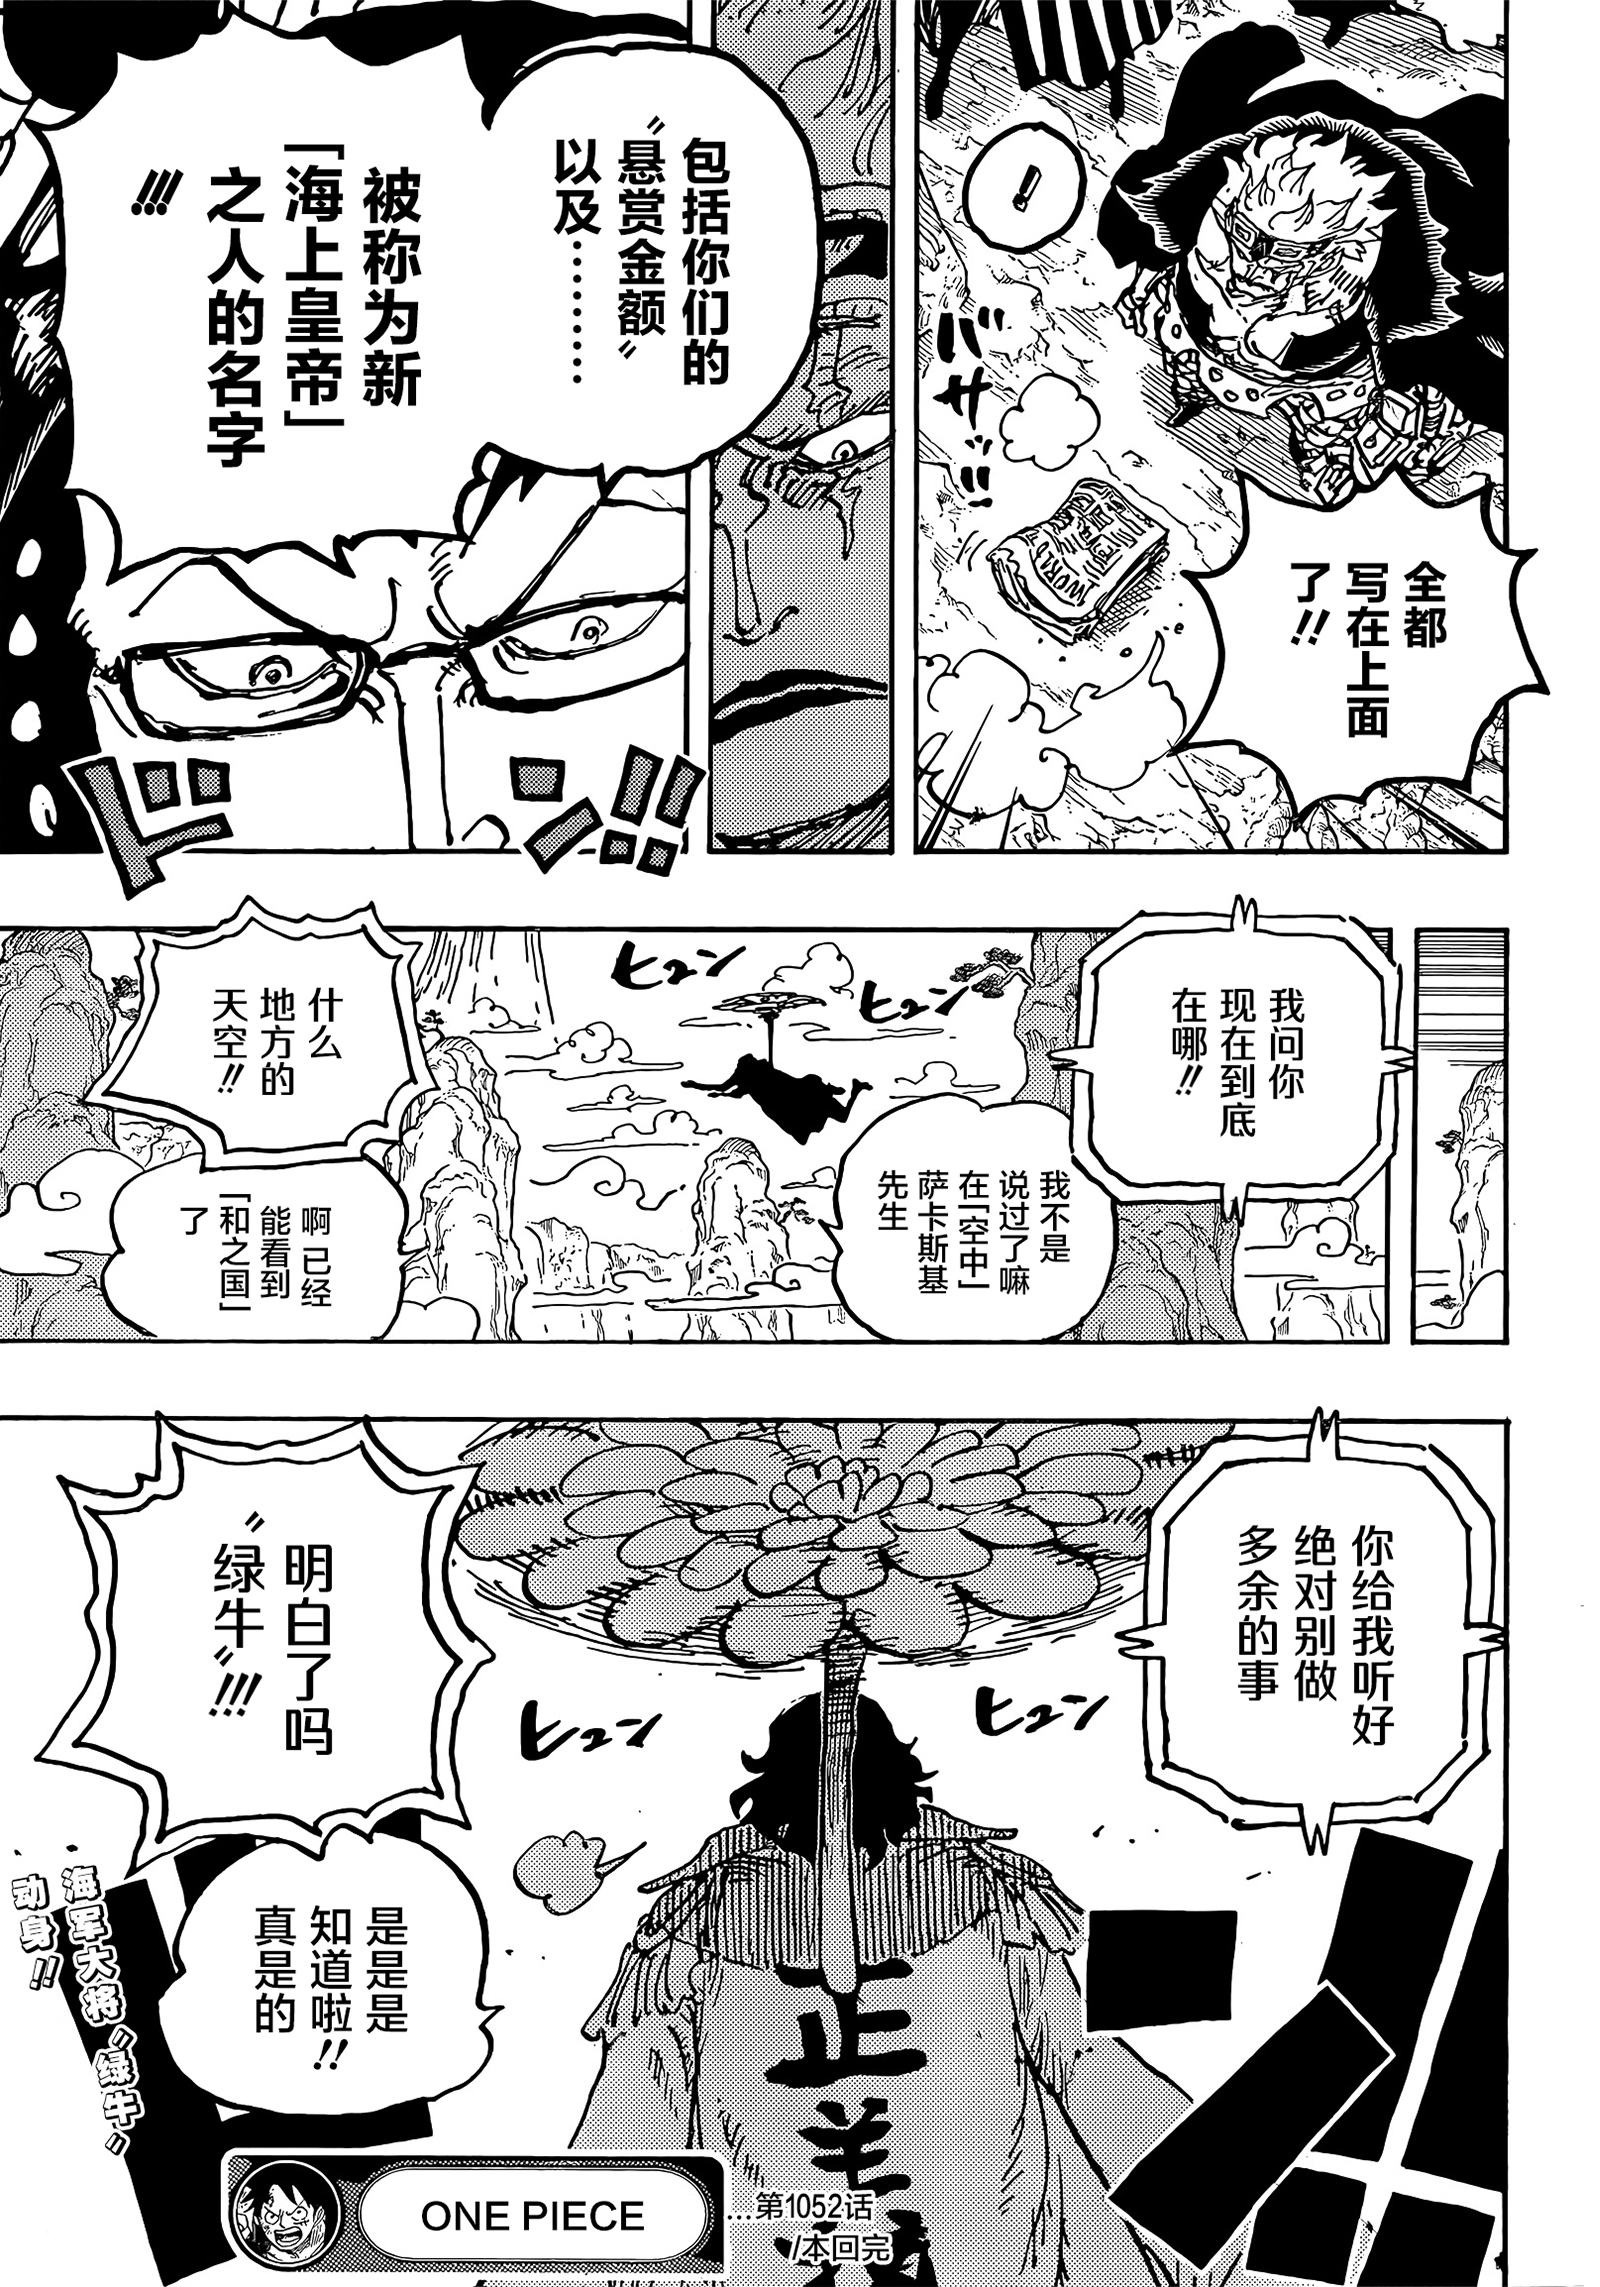 !
バサッ!!
WORLD
全都
写在上面
了!!
包括你们的
〝悬赏金额〞
以及………
被称为新
「海上皇帝」
之人的名字
!!!
ドン!!
我问你
现在到底
在哪!!
ヒュン
ヒュン
我不是
说过了嘛
在「空中」
萨卡斯基
先生
什么
地方的
天空!!
啊 已经
能看到
「和之国」
了
你给我听好
绝对别做
多余的事
ヒュン
ヒュン
明白了吗
〝绿牛〞!!!
是是是
知道啦!!
真是的
正
海军大将〝绿牛〞
动身!!
ONE PIECE
…第1052话
/本回完